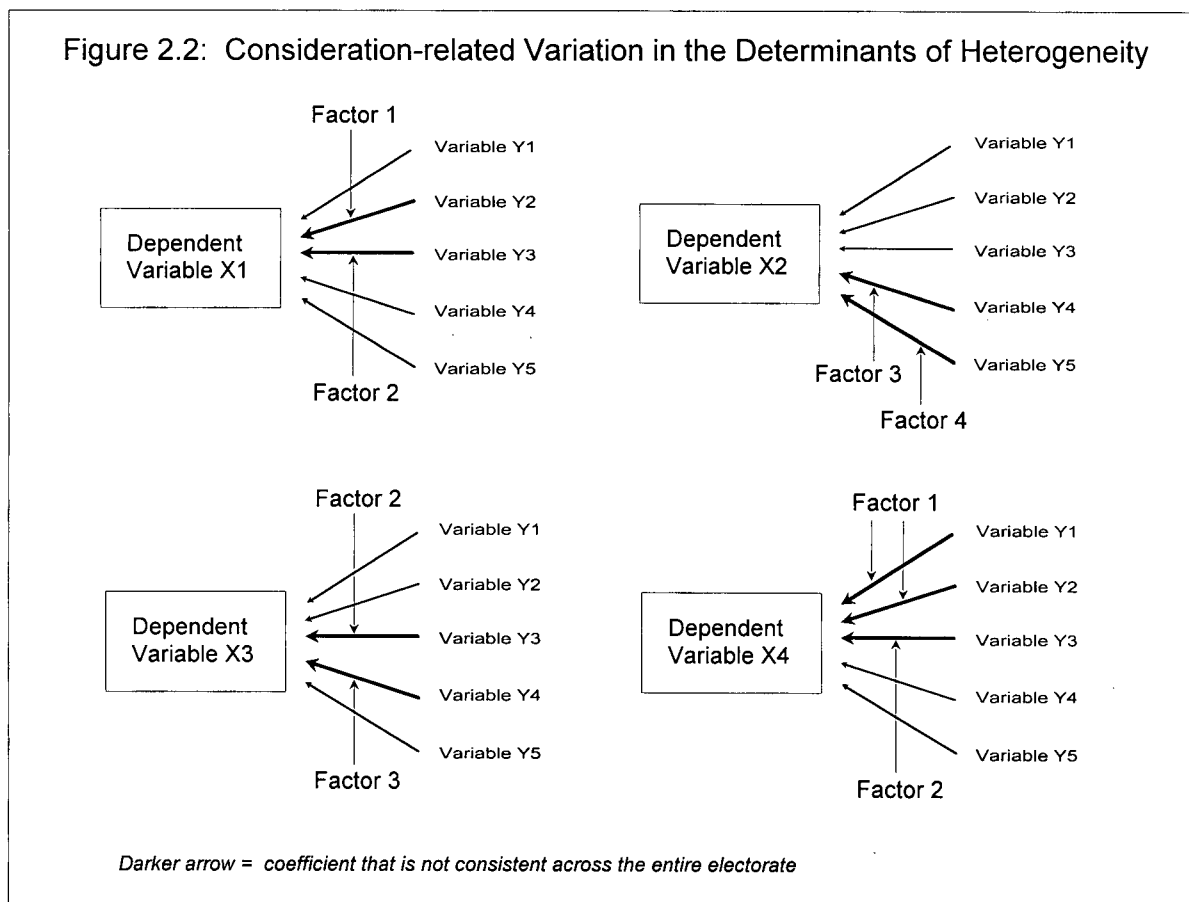 Figure 2.2: Consideration-related Variation in the Determinants of Heterogeneity
Factor 1
Variable Y1
Variable Y2
Dependent
Variable X1
Variable Y3
Variable Y4
Variable Y5
Factor 2
Variable Y1
Variable Y2
Dependent
Variable X2
Variable Y3
Variable Y4
Variable Y5
Factor 3
Factor 4
Factor 2
Variable Y1
Variable Y2
Dependent
Variable X3
Variable Y3
Variable Y4
Variable Y5
Factor 3
Factor 1
Variable Y1
Variable Y2
Dependent
Variable X4
Variable Y3
Variable Y4
Variable Y5
Factor 2
Darker arrow = coefficient that is not consistent across the entire electorate